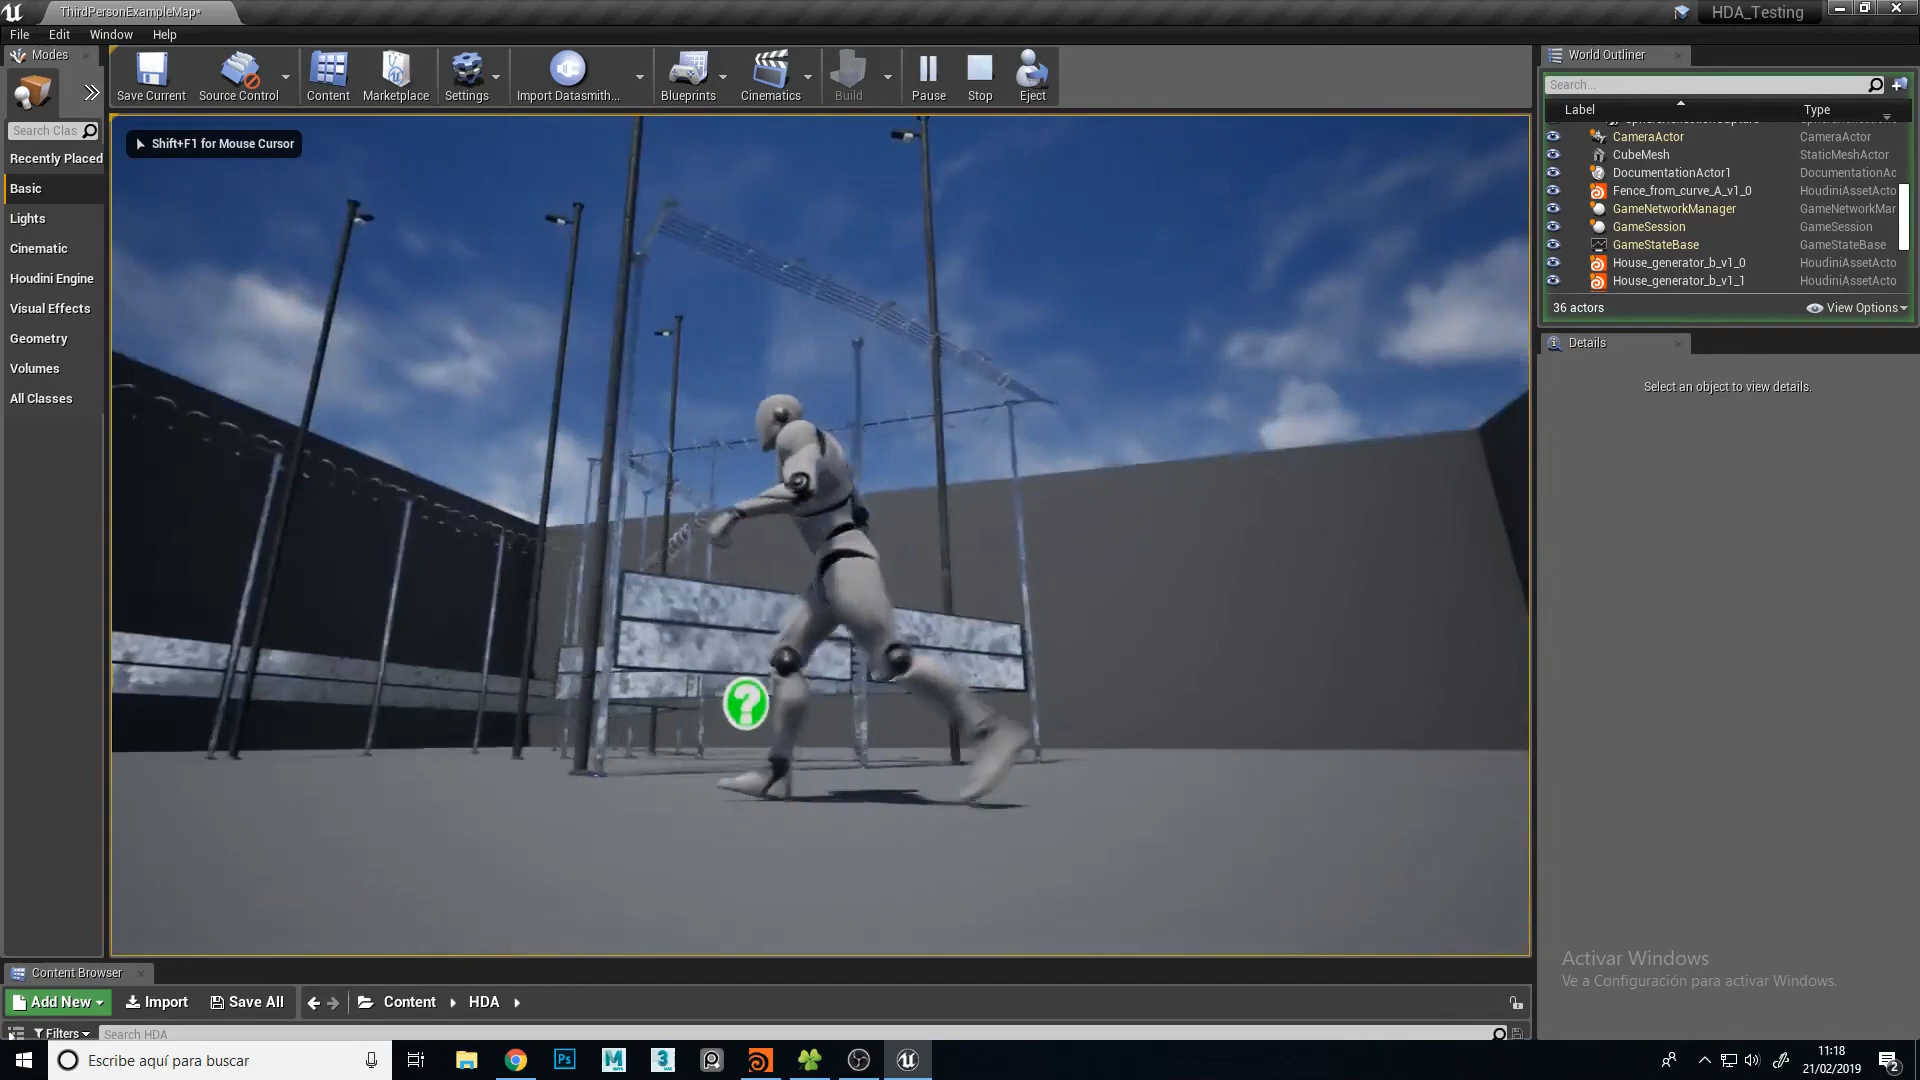 ThirdPersonExampleMap*
HDA_Testing
File Edit Window Help
Modes
Save Current
Source Control
Content
Marketplace
Settings
Import Datasmith...
Blueprints
Cinematics
Build
Pause
Stop
Eject
Search Clas
Recently Placed
Basic
Lights
Cinematic
Houdini Engine
Visual Effects
Geometry
Volumes
All Classes
Shift+F1 for Mouse Cursor
?
World Outliner
Search...
Label Type
CameraActor CameraActor
CubeMesh StaticMeshActor
DocumentationActor1 DocumentationAc
Fence_from_curve_A_v1_0 HoudiniAssetActo
GameNetworkManager GameNetworkMar
GameSession GameSession
GameStateBase GameStateBase
House_generator_b_v1_0 HoudiniAssetActo
House_generator_b_v1_1 HoudiniAssetActo
36 actors View Options
Details
Select an object to view details.
Activar Windows
Ve a Configuración para activar Windows.
Content Browser
Add New Import Save All Content HDA
Filters Search HDA
Escribe aquí para buscar
Ps
M
3
11:18
21/02/2019
2